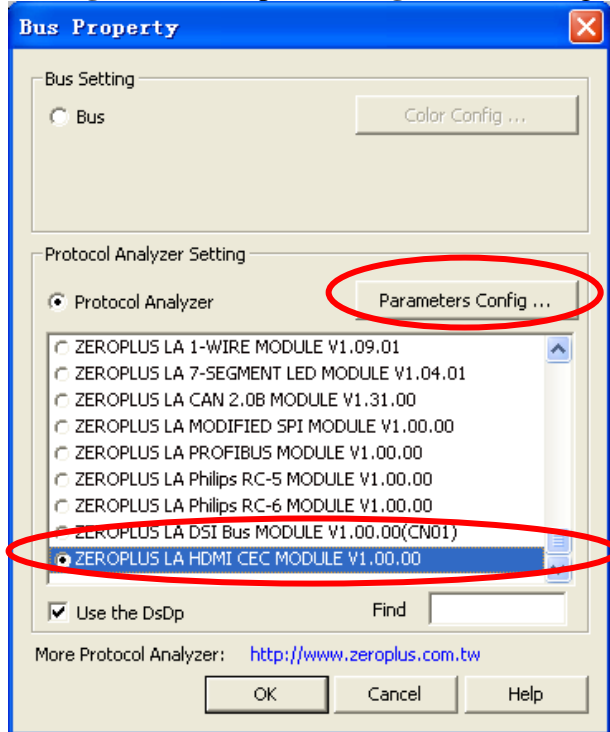 Bus Property
Bus Setting
Bus
Color Config ...
Protocol Analyzer Setting
Protocol Analyzer
Parameters Config ...
ZEROPLUS LA 1-WIRE MODULE V1.09.01
ZEROPLUS LA 7-SEGMENT LED MODULE V1.04.01
ZEROPLUS LA CAN 2.0B MODULE V1.31.00
ZEROPLUS LA MODIFIED SPI MODULE V1.00.00
ZEROPLUS LA PROFIBUS MODULE V1.00.00
ZEROPLUS LA Philips RC-5 MODULE V1.00.00
ZEROPLUS LA Philips RC-6 MODULE V1.00.00
ZEROPLUS LA DSI Bus MODULE V1.00.00(CN01)
ZEROPLUS LA HDMI CEC MODULE V1.00.00
Use the DsDp
Find
More Protocol Analyzer: http://www.zeroplus.com.tw
OK Cancel Help